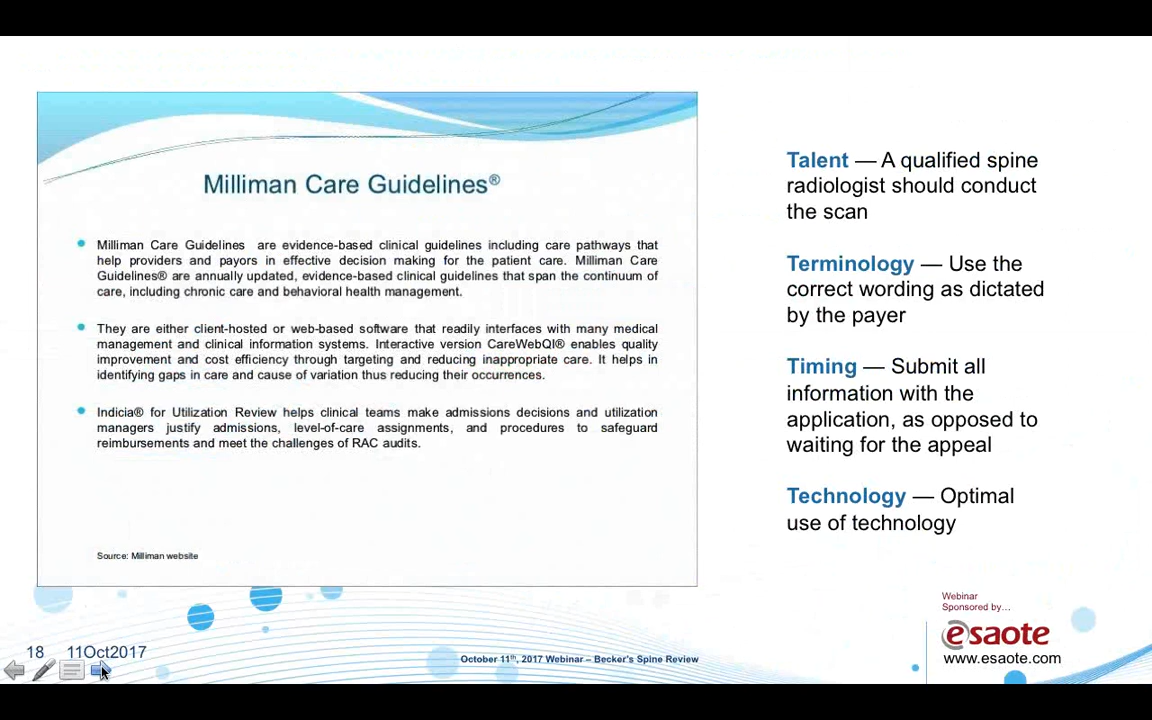 Milliman Care Guidelines®
Milliman Care Guidelines are evidence-based clinical guidelines including care pathways that
help providers and payors in effective decision making for the patient care. Milliman Care
Guidelines® are annually updated, evidence-based clinical guidelines that span the continuum of
care, including chronic care and behavioral health management.
They are either client-hosted or web-based software that readily interfaces with many medical
management and clinical information systems. Interactive version CareWebQI® enables quality
improvement and cost efficiency through targeting and reducing inappropriate care. It helps in
identifying gaps in care and cause of variation thus reducing their occurrences.
Indicia® for Utilization Review helps clinical teams make admissions decisions and utilization
managers justify admissions, level-of-care assignments, and procedures to safeguard
reimbursements and meet the challenges of RAC audits.
Source: Milliman website
Talent — A qualified spine
radiologist should conduct
the scan
Terminology — Use the
correct wording as dictated
by the payer
Timing — Submit all
information with the
application, as opposed to
waiting for the appeal
Technology — Optimal
use of technology
Webinar
Sponsored by...
esaote
www.esaote.com
18 11Oct2017
October 11th, 2017 Webinar – Becker's Spine Review